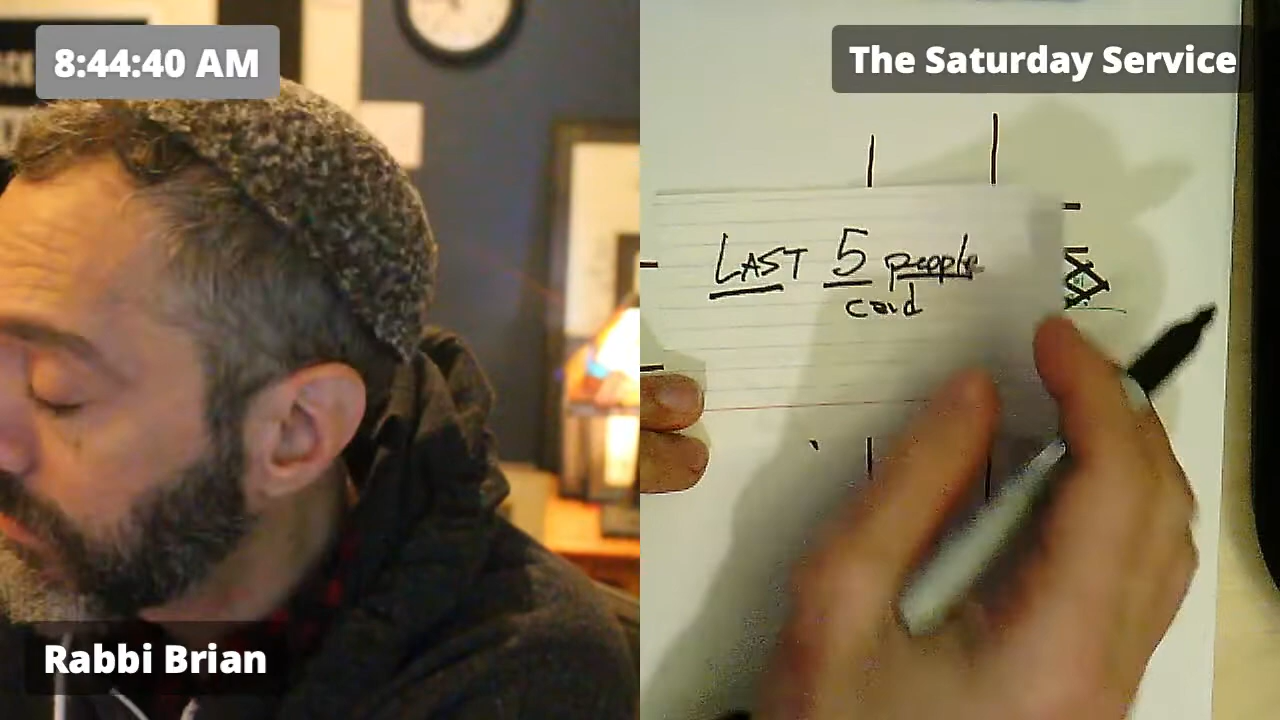 8:44:40 AM
The Saturday Service
LAST 5 people
card
Rabbi Brian